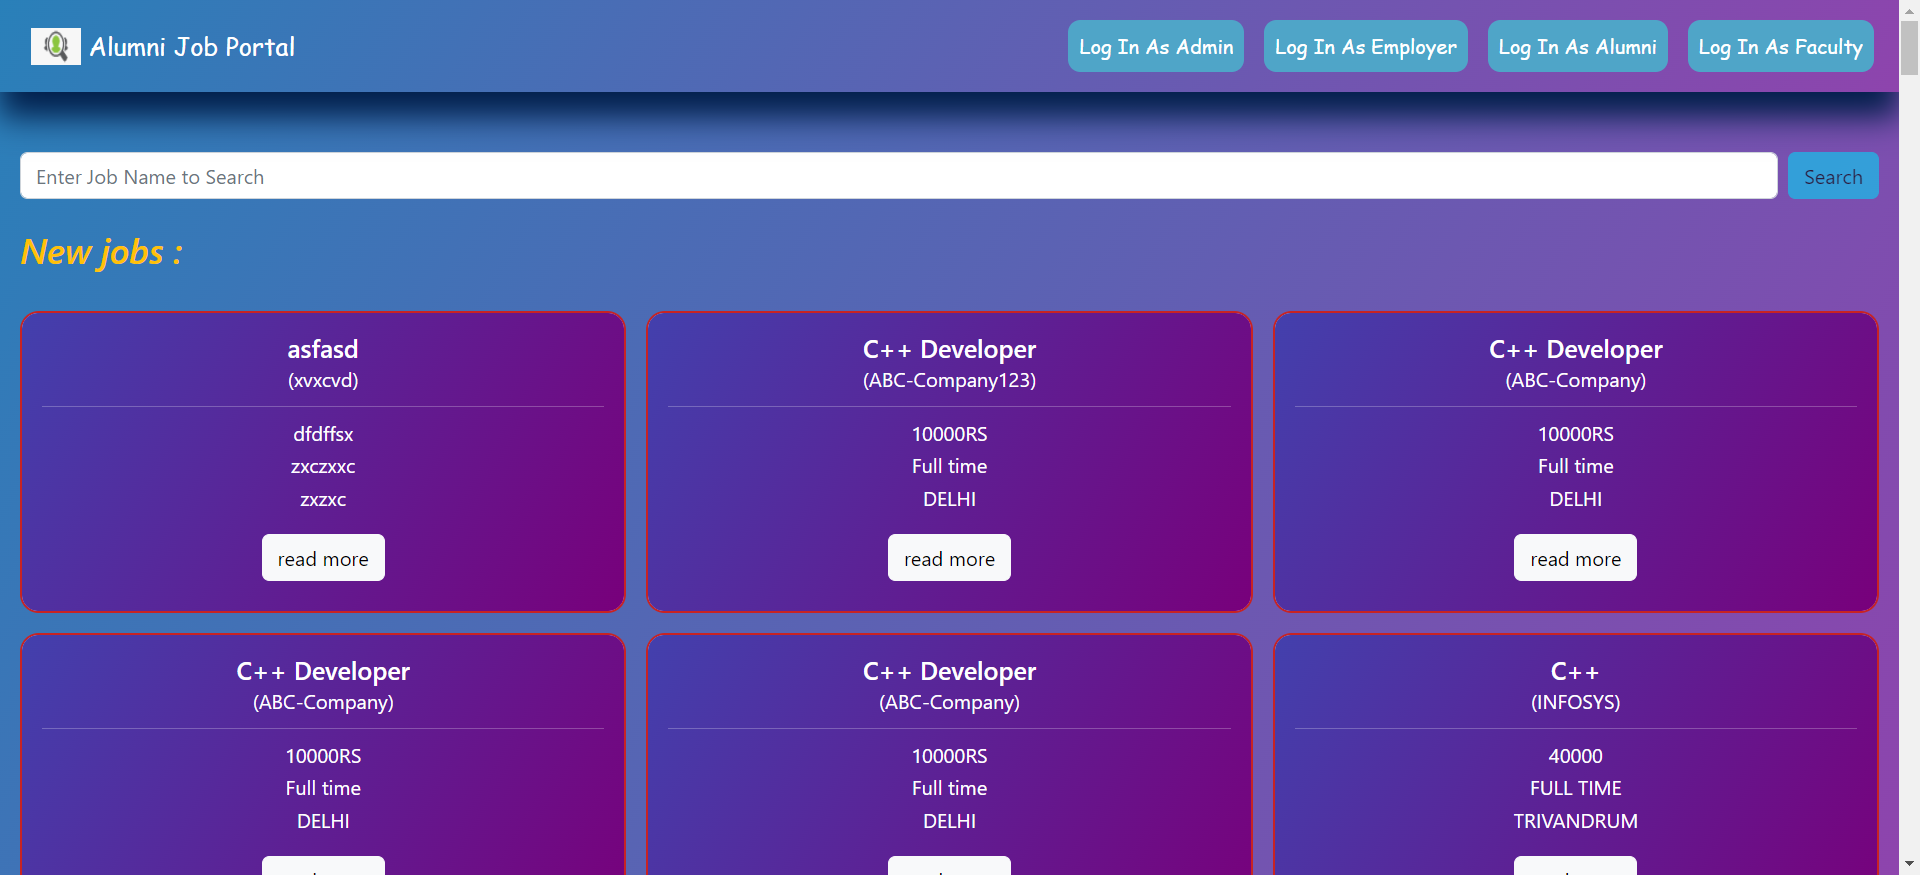 Alumni Job Portal
Log In As Admin
Log In As Employer
Log In As Alumni
Log In As Faculty
Enter Job Name to Search
Search
New jobs :
asfasd
(xvxcvd)
dfdffsx
zxczxxc
zxzxc
read more
C++ Developer
(ABC-Company123)
10000RS
Full time
DELHI
read more
C++ Developer
(ABC-Company)
10000RS
Full time
DELHI
read more
C++ Developer
(ABC-Company)
10000RS
Full time
DELHI
C++ Developer
(ABC-Company)
10000RS
Full time
DELHI
C++
(INFOSYS)
40000
FULL TIME
TRIVANDRUM